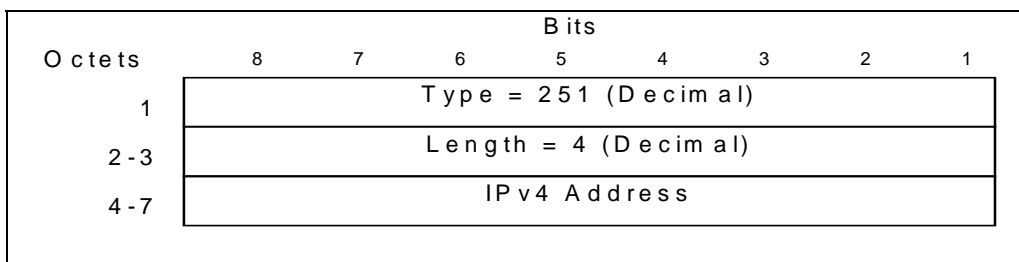 Bits
Octets 8 7 6 5 4 3 2 1
1 Type = 251 (Decimal)
2-3 Length = 4 (Decimal)
4-7 IPv4 Address